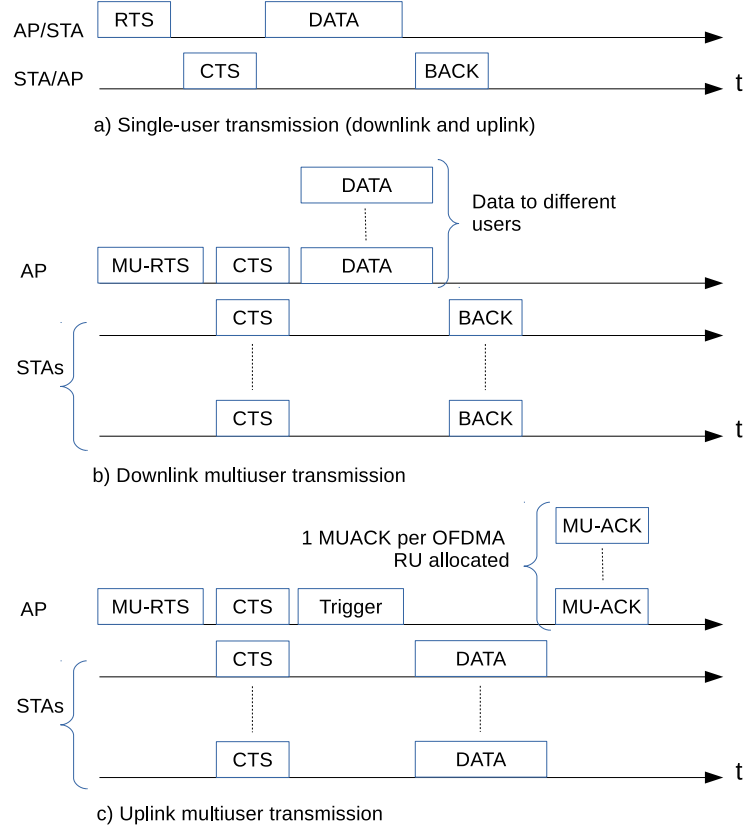 AP/STA RTS DATA
STA/AP CTS BACK t
a) Single-user transmission (downlink and uplink)
DATA
Data to different
users
AP MU-RTS CTS DATA
CTS BACK
STAs
CTS BACK
t
b) Downlink multiuser transmission
MU-ACK
1 MUACK per OFDMA
RU allocated
AP MU-RTS CTS Trigger MU-ACK
CTS DATA
STAs
CTS DATA
t
c) Uplink multiuser transmission